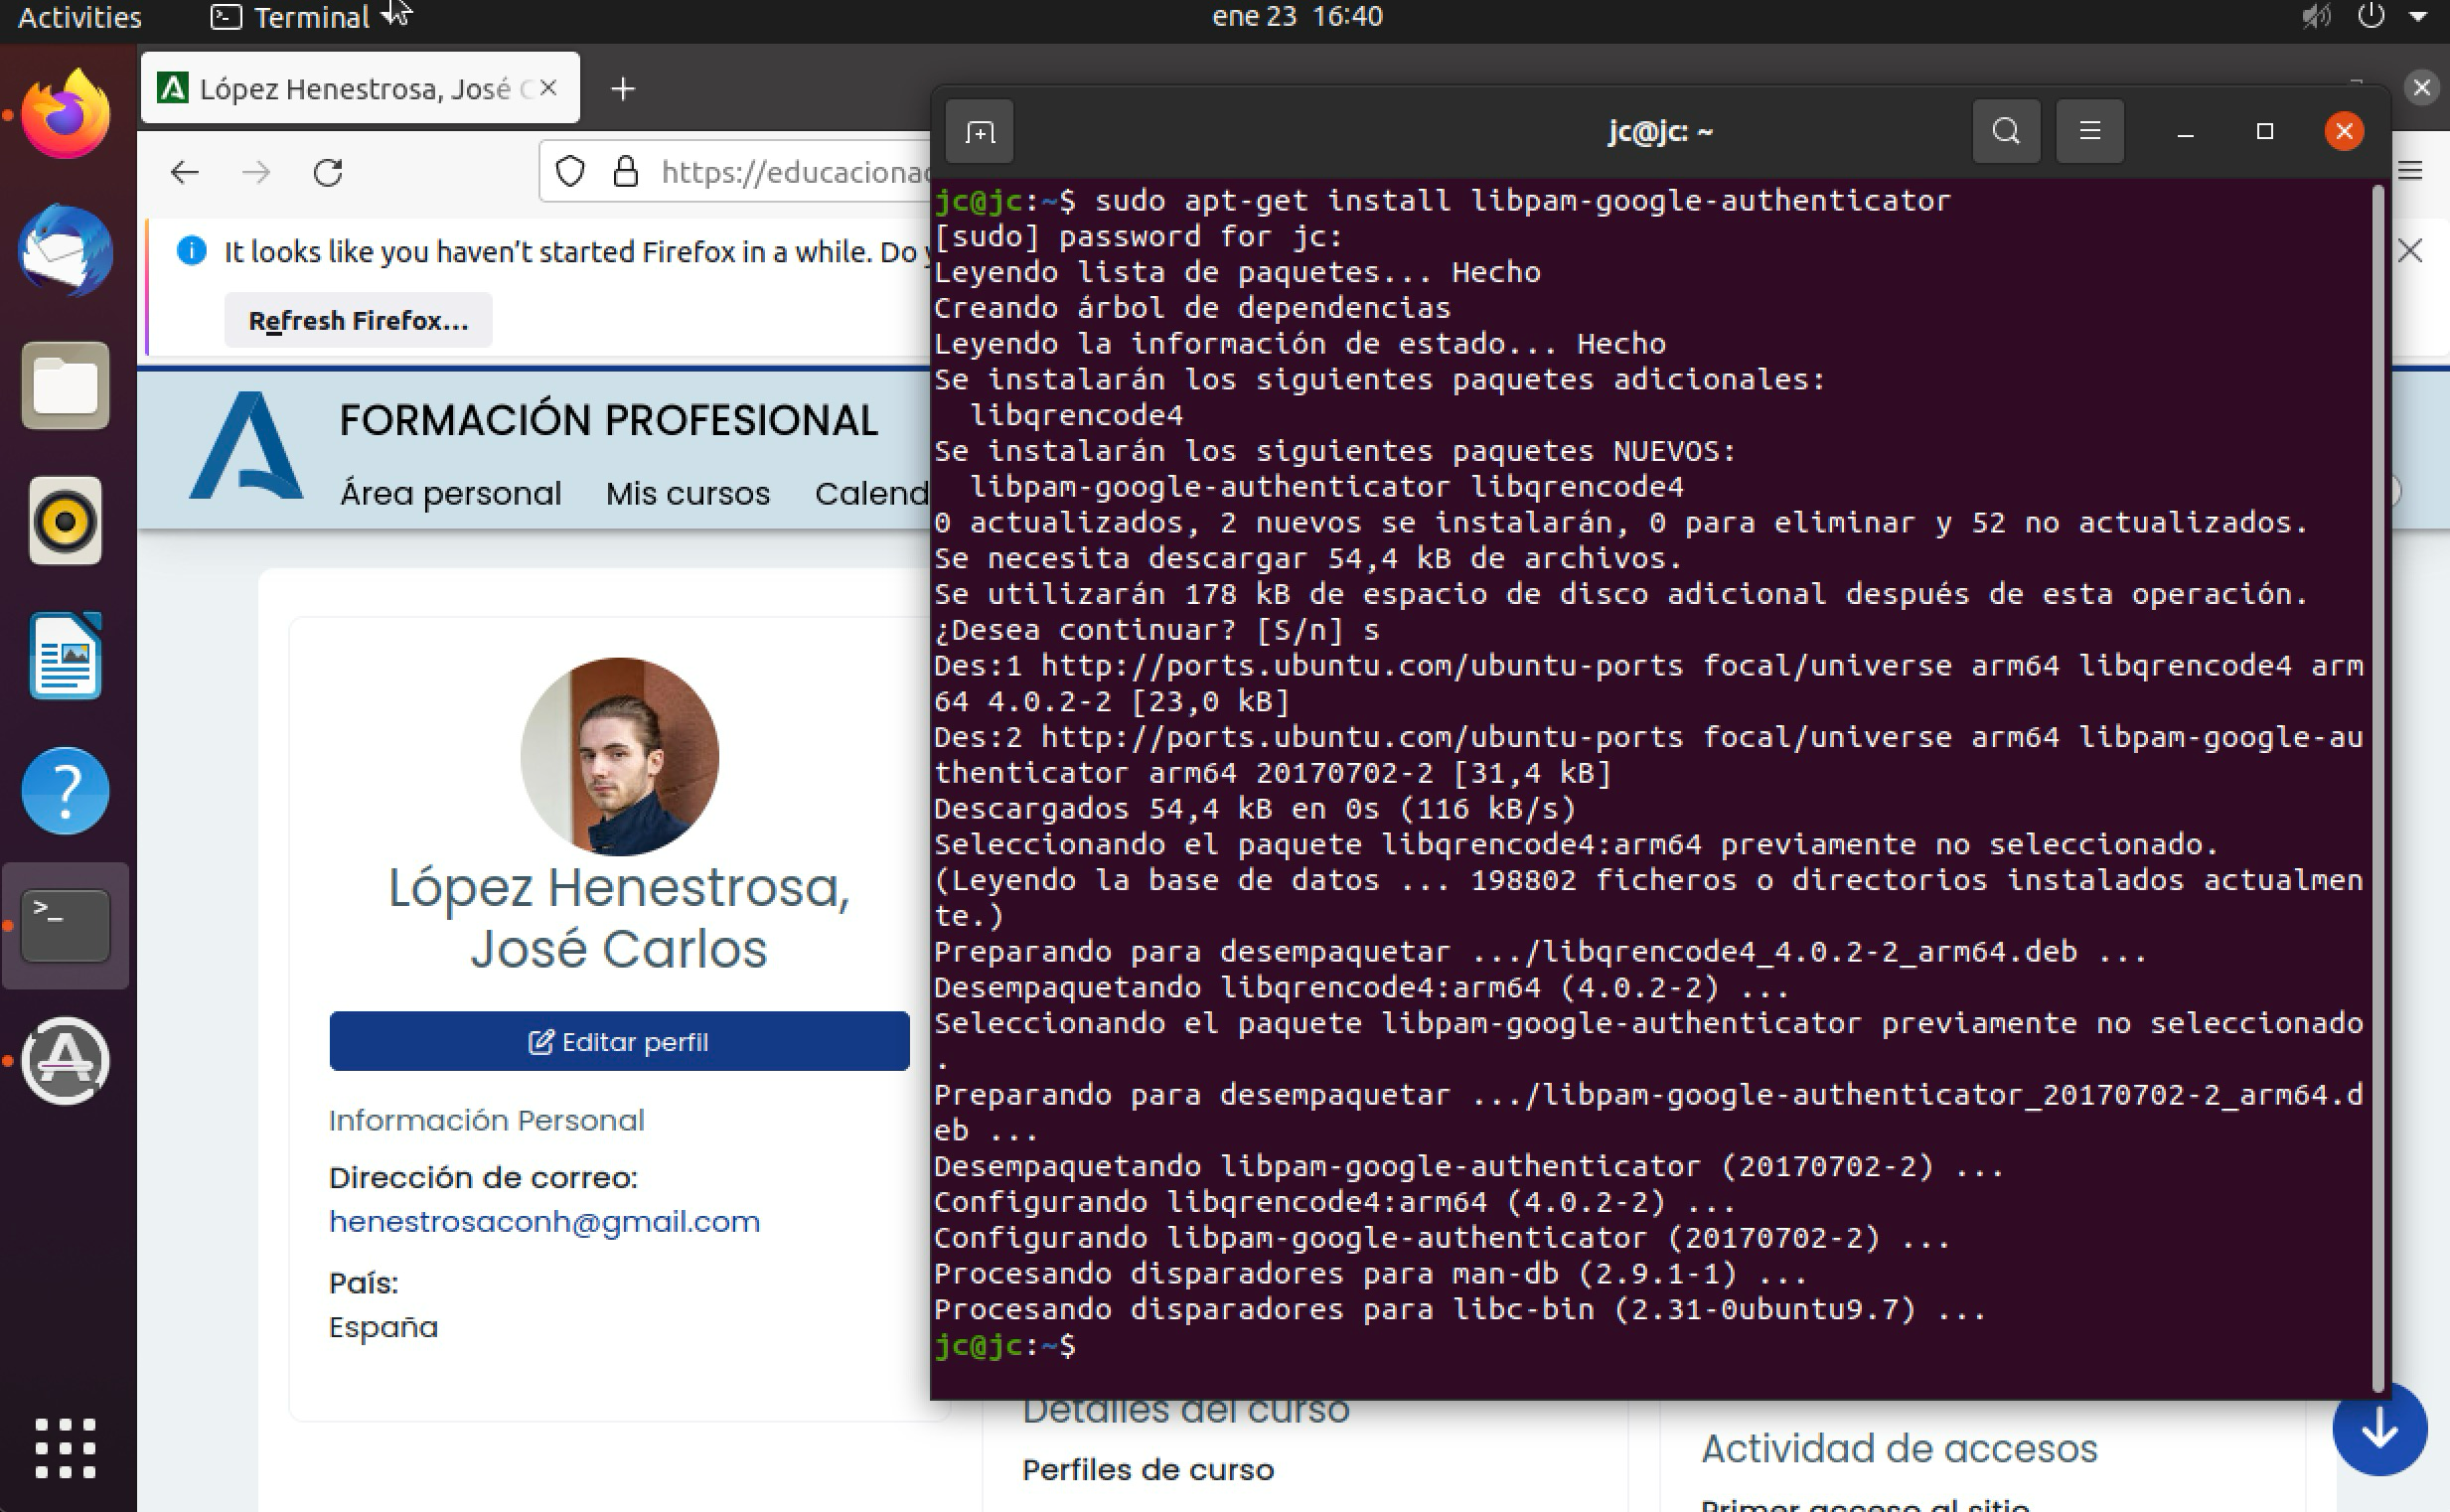 Activities
Terminal
ene 23 16:40
López Henestrosa, José C
https://educaciona
It looks like you haven't started Firefox in a while. Do
Refresh Firefox...
FORMACIÓN PROFESIONAL
Área personal Mis cursos Calend
López Henestrosa,
José Carlos
Editar perfil
Información Personal
Dirección de correo:
henestrosaconh@gmail.com
País:
España
jc@jc: ~
jc@jc:~$ sudo apt-get install libpam-google-authenticator
[sudo] password for jc:
Leyendo lista de paquetes... Hecho
Creando árbol de dependencias
Leyendo la información de estado... Hecho
Se instalarán los siguientes paquetes adicionales:
libqrencode4
Se instalarán los siguientes paquetes NUEVOS:
libpam-google-authenticator libqrencode4
0 actualizados, 2 nuevos se instalarán, 0 para eliminar y 52 no actualizados.
Se necesita descargar 54,4 kB de archivos.
Se utilizarán 178 kB de espacio de disco adicional después de esta operación.
¿Desea continuar? [S/n] s
Des:1 http://ports.ubuntu.com/ubuntu-ports focal/universe arm64 libqrencode4 arm
64 4.0.2-2 [23,0 kB]
Des:2 http://ports.ubuntu.com/ubuntu-ports focal/universe arm64 libpam-google-au
thenticator arm64 20170702-2 [31,4 kB]
Descargados 54,4 kB en 0s (116 kB/s)
Seleccionando el paquete libqrencode4:arm64 previamente no seleccionado.
(Leyendo la base de datos ... 198802 ficheros o directorios instalados actualmen
te.)
Preparando para desempaquetar .../libqrencode4_4.0.2-2_arm64.deb ...
Desempaquetando libqrencode4:arm64 (4.0.2-2) ...
Seleccionando el paquete libpam-google-authenticator previamente no seleccionado
.
Preparando para desempaquetar .../libpam-google-authenticator_20170702-2_arm64.d
eb ...
Desempaquetando libpam-google-authenticator (20170702-2) ...
Configurando libqrencode4:arm64 (4.0.2-2) ...
Configurando libpam-google-authenticator (20170702-2) ...
Procesando disparadores para man-db (2.9.1-1) ...
Procesando disparadores para libc-bin (2.31-0ubuntu9.7) ...
jc@jc:~$
Detalles del curso
Perfiles de curso
Actividad de accesos
Primer acceso al sitio